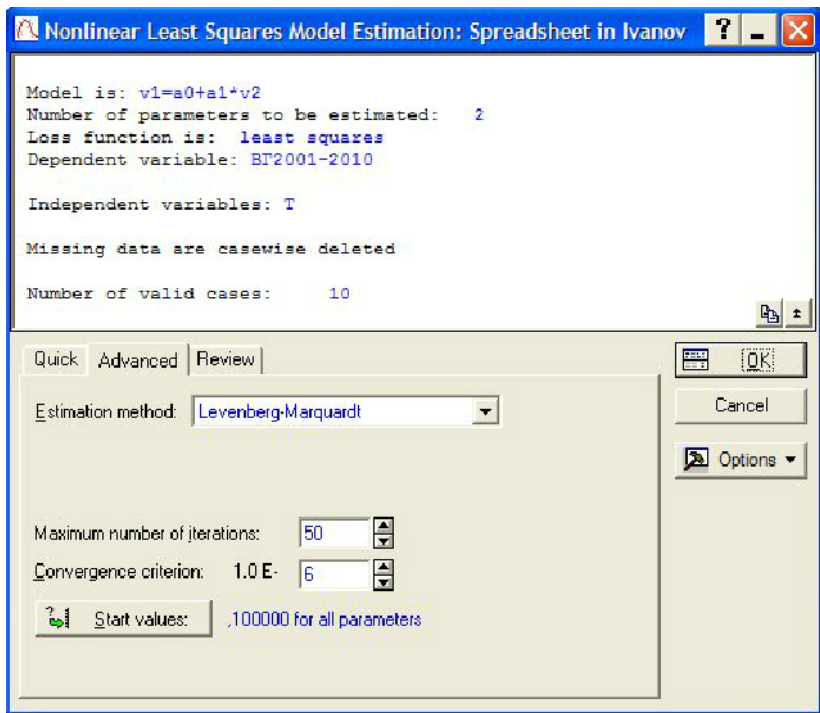 Nonlinear Least Squares Model Estimation: Spreadsheet in Ivanov
Model is: v1=a0+a1*v2
Number of parameters to be estimated: 2
Loss function is: least squares
Dependent variable: ВГ2001-2010
Independent variables: T
Missing data are casewise deleted
Number of valid cases: 10
Quick Advanced Review
OK
Cancel
Options
Estimation method: Levenberg-Marquardt
Maximum number of iterations: 50
Convergence criterion: 1.0 E- 6
Start values: ,100000 for all parameters